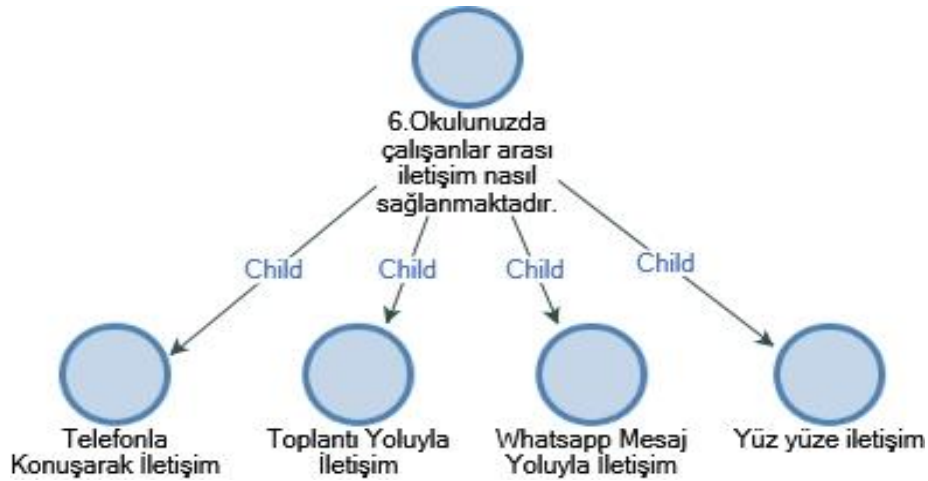 6.Okulunuzda
çalışanlar arası
iletişim nasıl
sağlanmaktadır.
Child
Child
Child
Child
Telefonla
Konuşarak İletişim
Toplantı Yoluyla
İletişim
Whatsapp Mesaj
Yoluyla İletişim
Yüz yüze iletişim